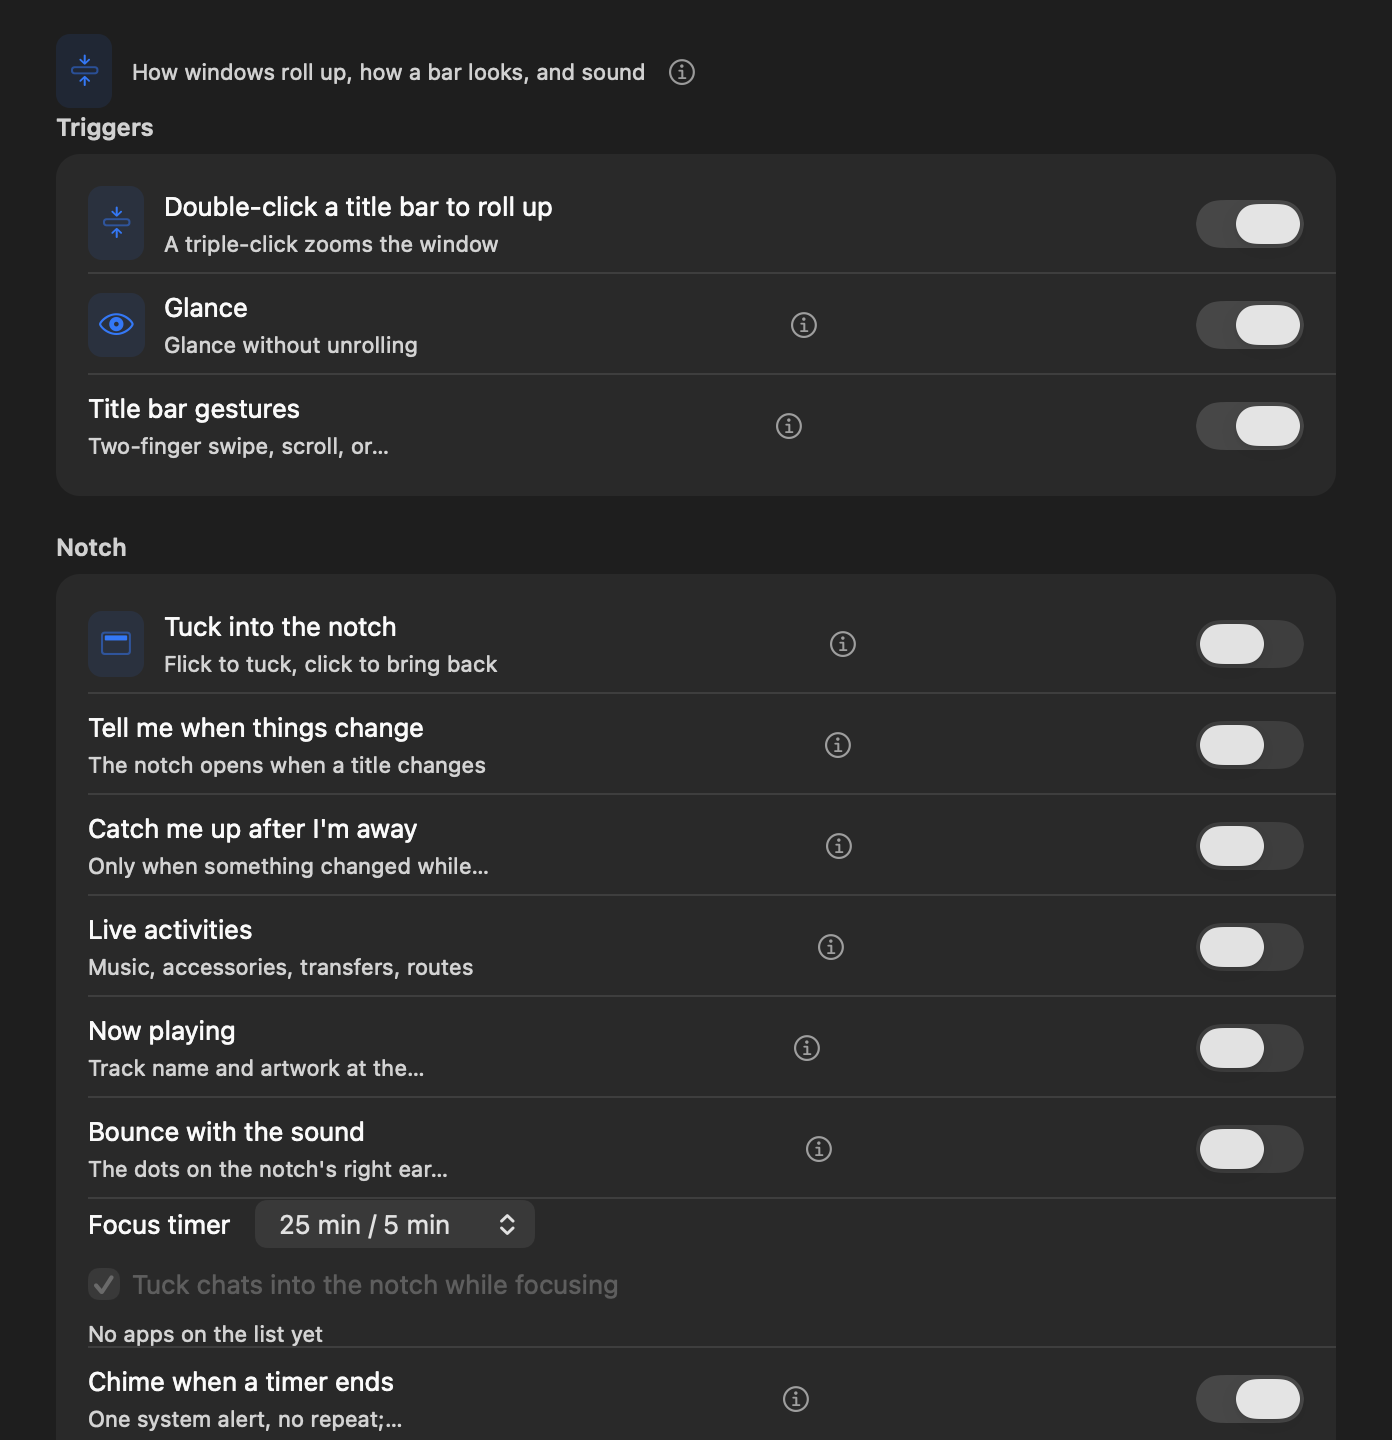 How windows roll up, how a bar looks, and sound
Triggers
Double-click a title bar to roll up
A triple-click zooms the window
Glance
Glance without unrolling
Title bar gestures
Two-finger swipe, scroll, or...
Notch
Tuck into the notch
Flick to tuck, click to bring back
Tell me when things change
The notch opens when a title changes
Catch me up after I'm away
Only when something changed while...
Live activities
Music, accessories, transfers, routes
Now playing
Track name and artwork at the...
Bounce with the sound
The dots on the notch's right ear...
Focus timer 25 min / 5 min
Tuck chats into the notch while focusing
No apps on the list yet
Chime when a timer ends
One system alert, no repeat;...